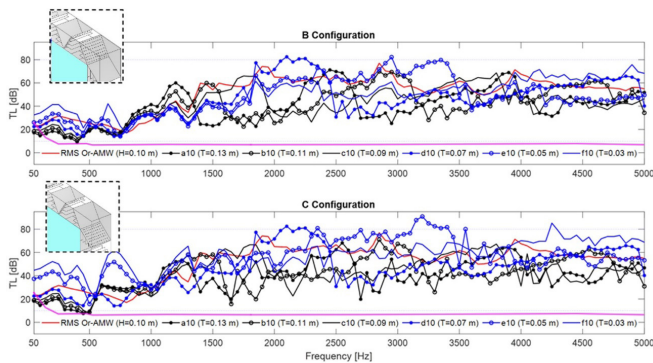 B Configuration
TL [dB]
80
60
40
20
0
RMS Or-AMW (H=0.10 m) a10 (T=0.13 m) b10 (T=0.11 m) c10 (T=0.09 m) d10 (T=0.07 m) e10 (T=0.05 m) f10 (T=0.03 m)
50 500 1000 1500 2000 2500 3000 3500 4000 4500 5000
C Configuration
TL [dB]
80
60
40
20
0
RMS Or-AMW (H=0.10 m) a10 (T=0.13 m) b10 (T=0.11 m) c10 (T=0.09 m) d10 (T=0.07 m) e10 (T=0.05 m) f10 (T=0.03 m)
50 500 1000 1500 2000 2500 3000 3500 4000 4500 5000
Frequency [Hz]